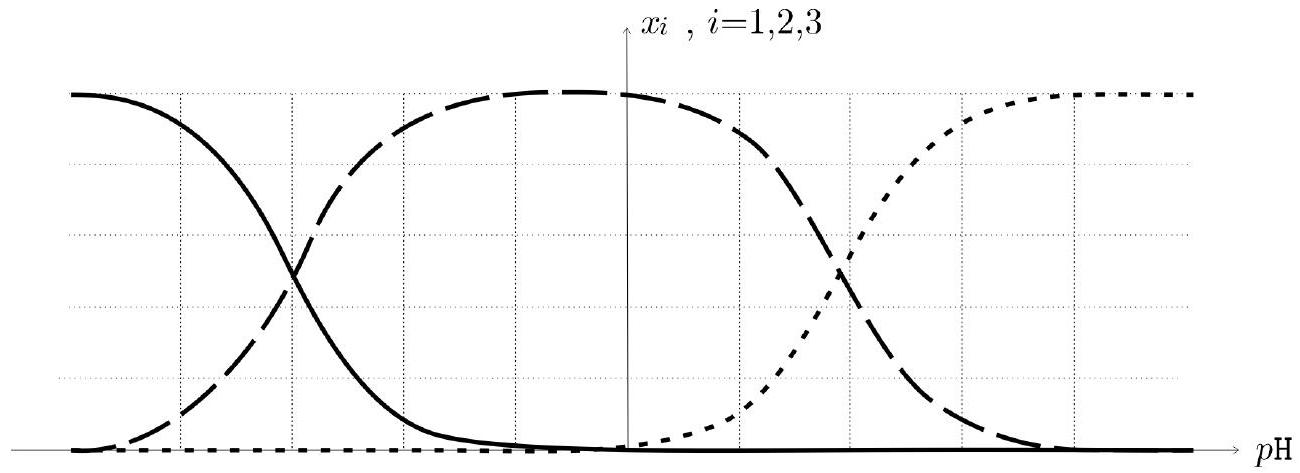 xi , i=1,2,3
pH